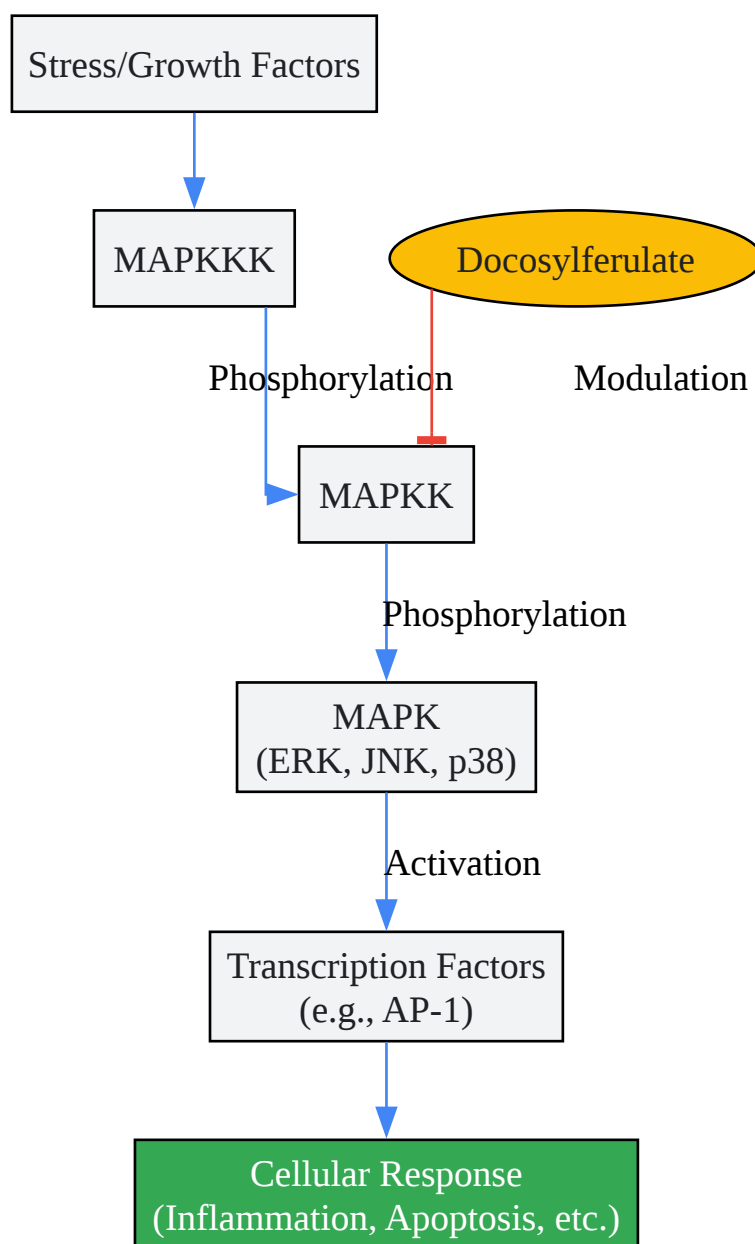 Stress/Growth Factors
MAPKKK
Docosylferulate
Phosphorylation
Modulation
MAPKK
Phosphorylation
MAPK
(ERK, JNK, p38)
Activation
Transcription Factors
(e.g., AP-1)
Cellular Response
(Inflammation, Apoptosis, etc.)